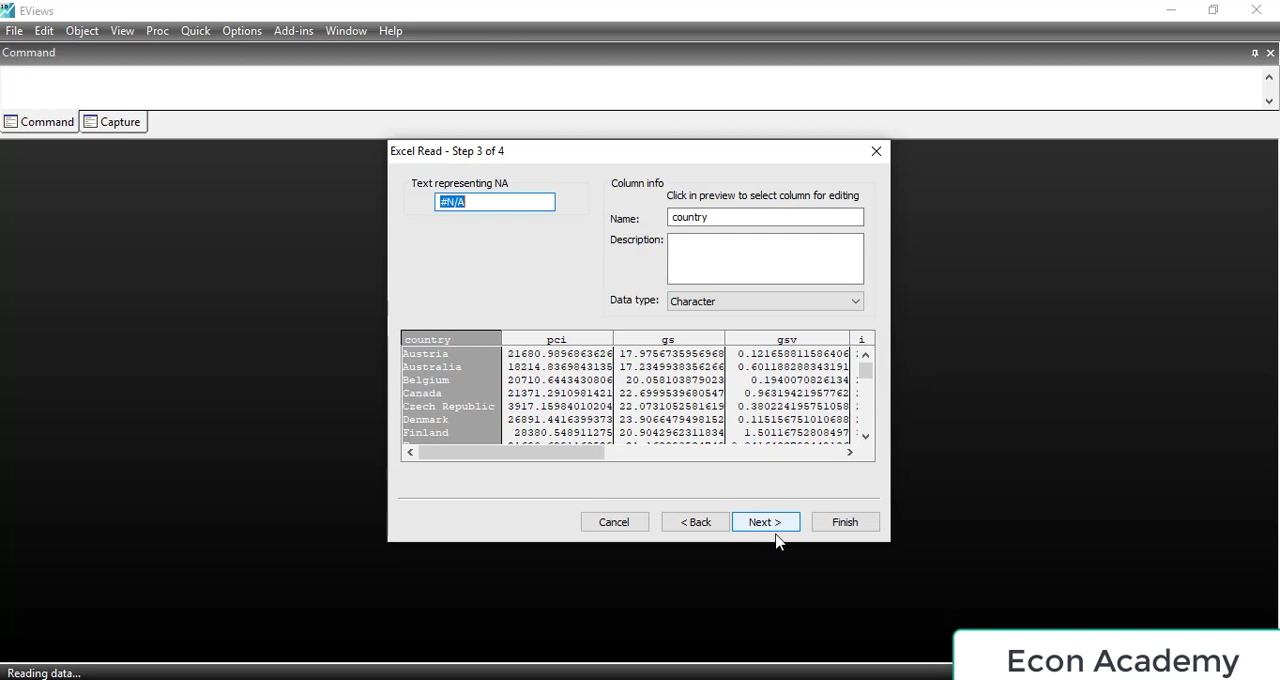 EViews
File Edit Object View Proc Quick Options Add-ins Window Help
Command
Command Capture
Excel Read - Step 3 of 4
Text representing NA
#N/A
Column info
Click in preview to select column for editing
Name: country
Description:
Data type: Character
country pci gs gsv i
Austria 21680.9896863626 17.9756735956968 0.121658811586406
Australia 18214.8369843135 17.2349938356266 0.601188288343191
Belgium 20710.6443430806 20.058103879023 0.1940070826134
Canada 21371.2910981421 22.6999539680547 0.96319421957762
Czech Republic 3917.15984010204 22.0731052581619 0.380224195751058
Denmark 26891.4416399373 23.9066479498152 0.115156751010688
Finland 28380.548911275 20.9042962311834 1.50116752808497
Cancel < Back Next > Finish
Econ Academy
Reading data...